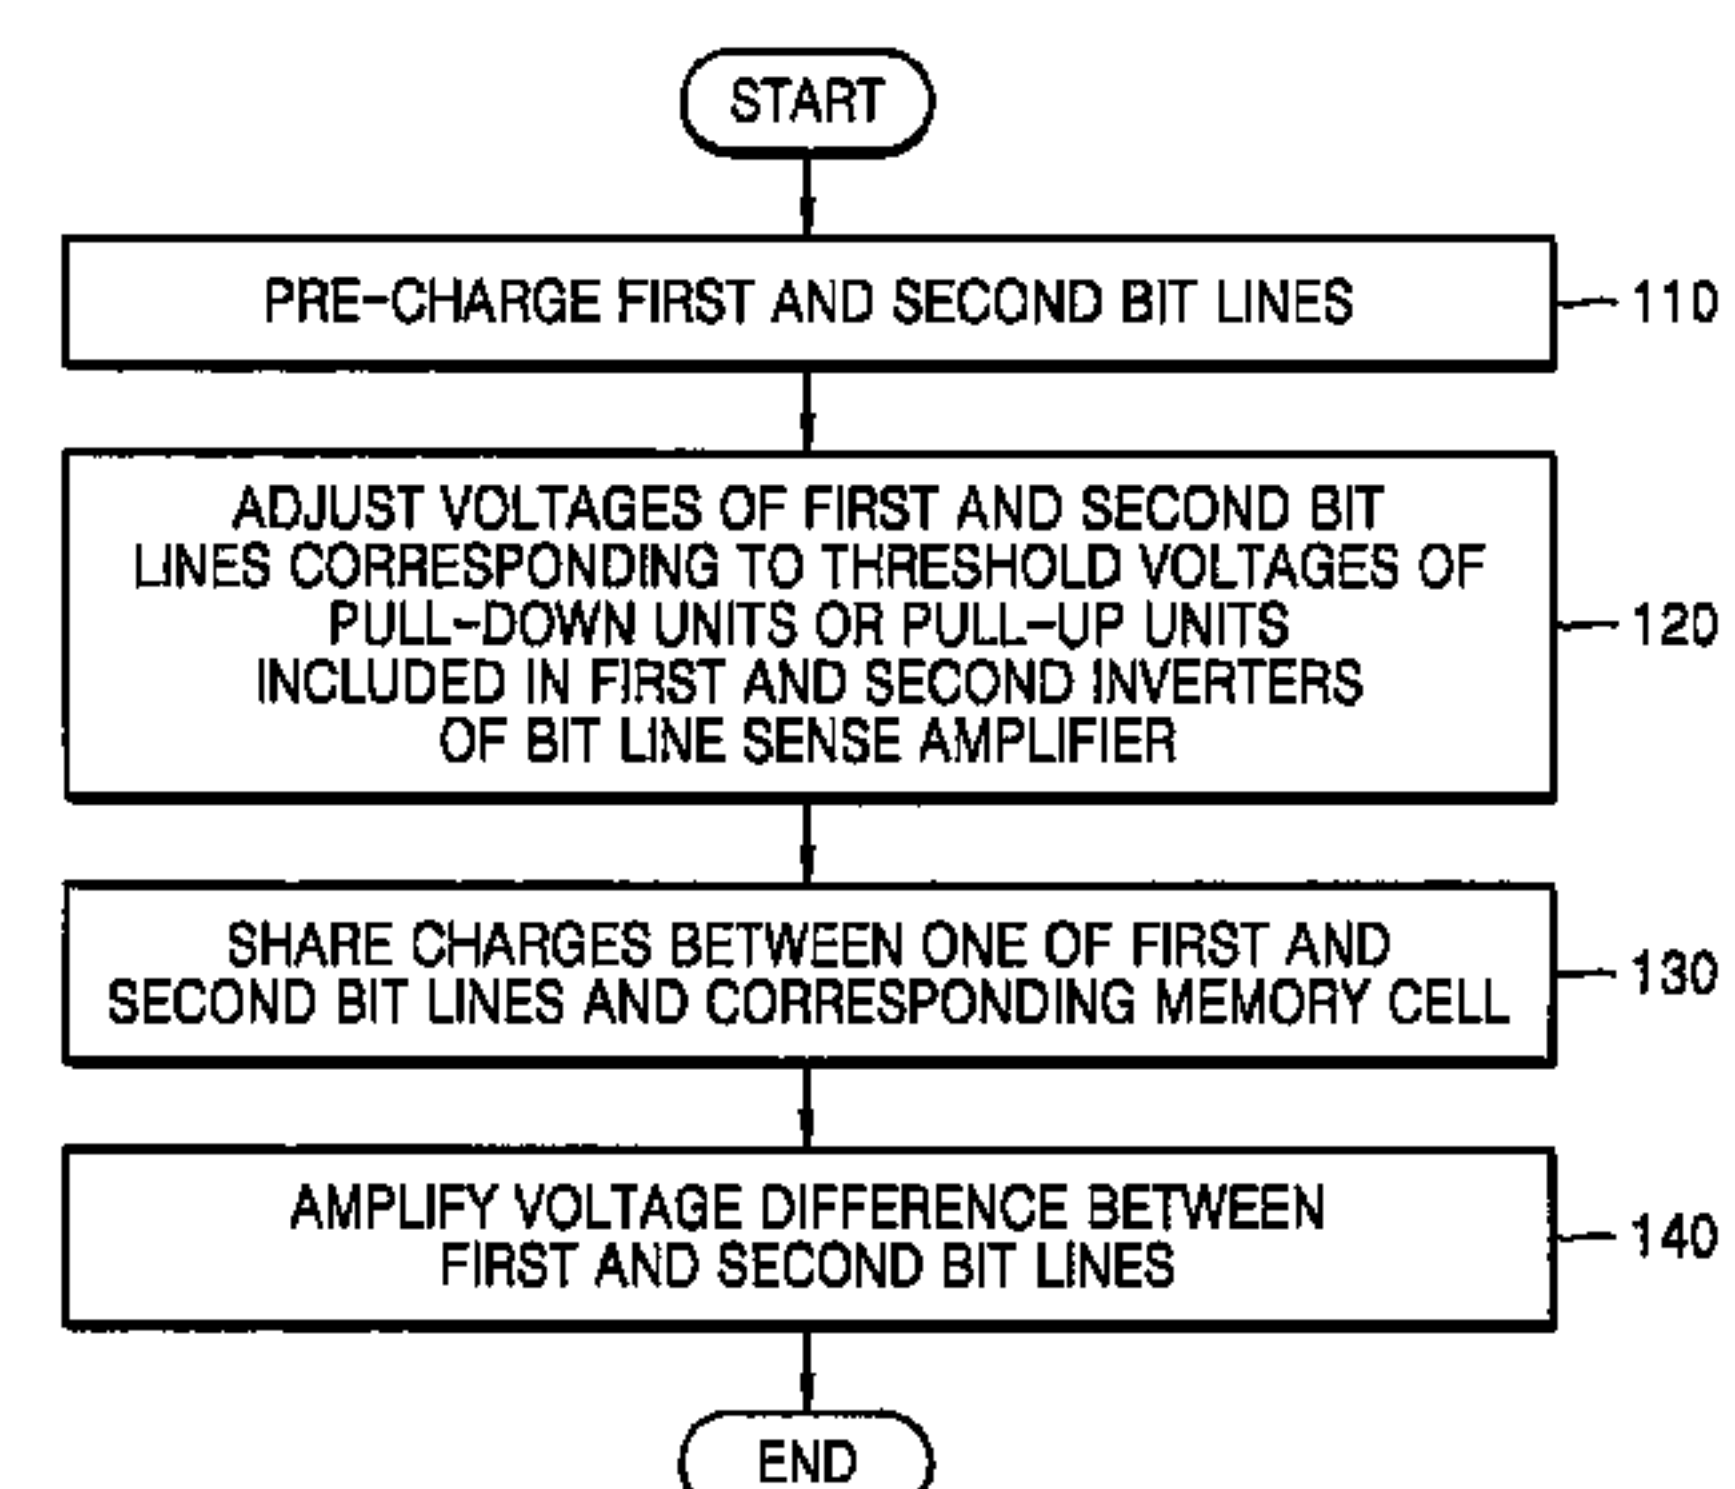 START
PRE-CHARGE FIRST AND SECOND BIT LINES
110
ADJUST VOLTAGES OF FIRST AND SECOND BIT
LINES CORRESPONDING TO THRESHOLD VOLTAGES OF
PULL-DOWN UNITS OR PULL-UP UNITS
INCLUDED IN FIRST AND SECOND INVERTERS
OF BIT LINE SENSE AMPLIFIER
120
SHARE CHARGES BETWEEN ONE OF FIRST AND
SECOND BIT LINES AND CORRESPONDING MEMORY CELL
130
AMPLIFY VOLTAGE DIFFERENCE BETWEEN
FIRST AND SECOND BIT LINES
140
END